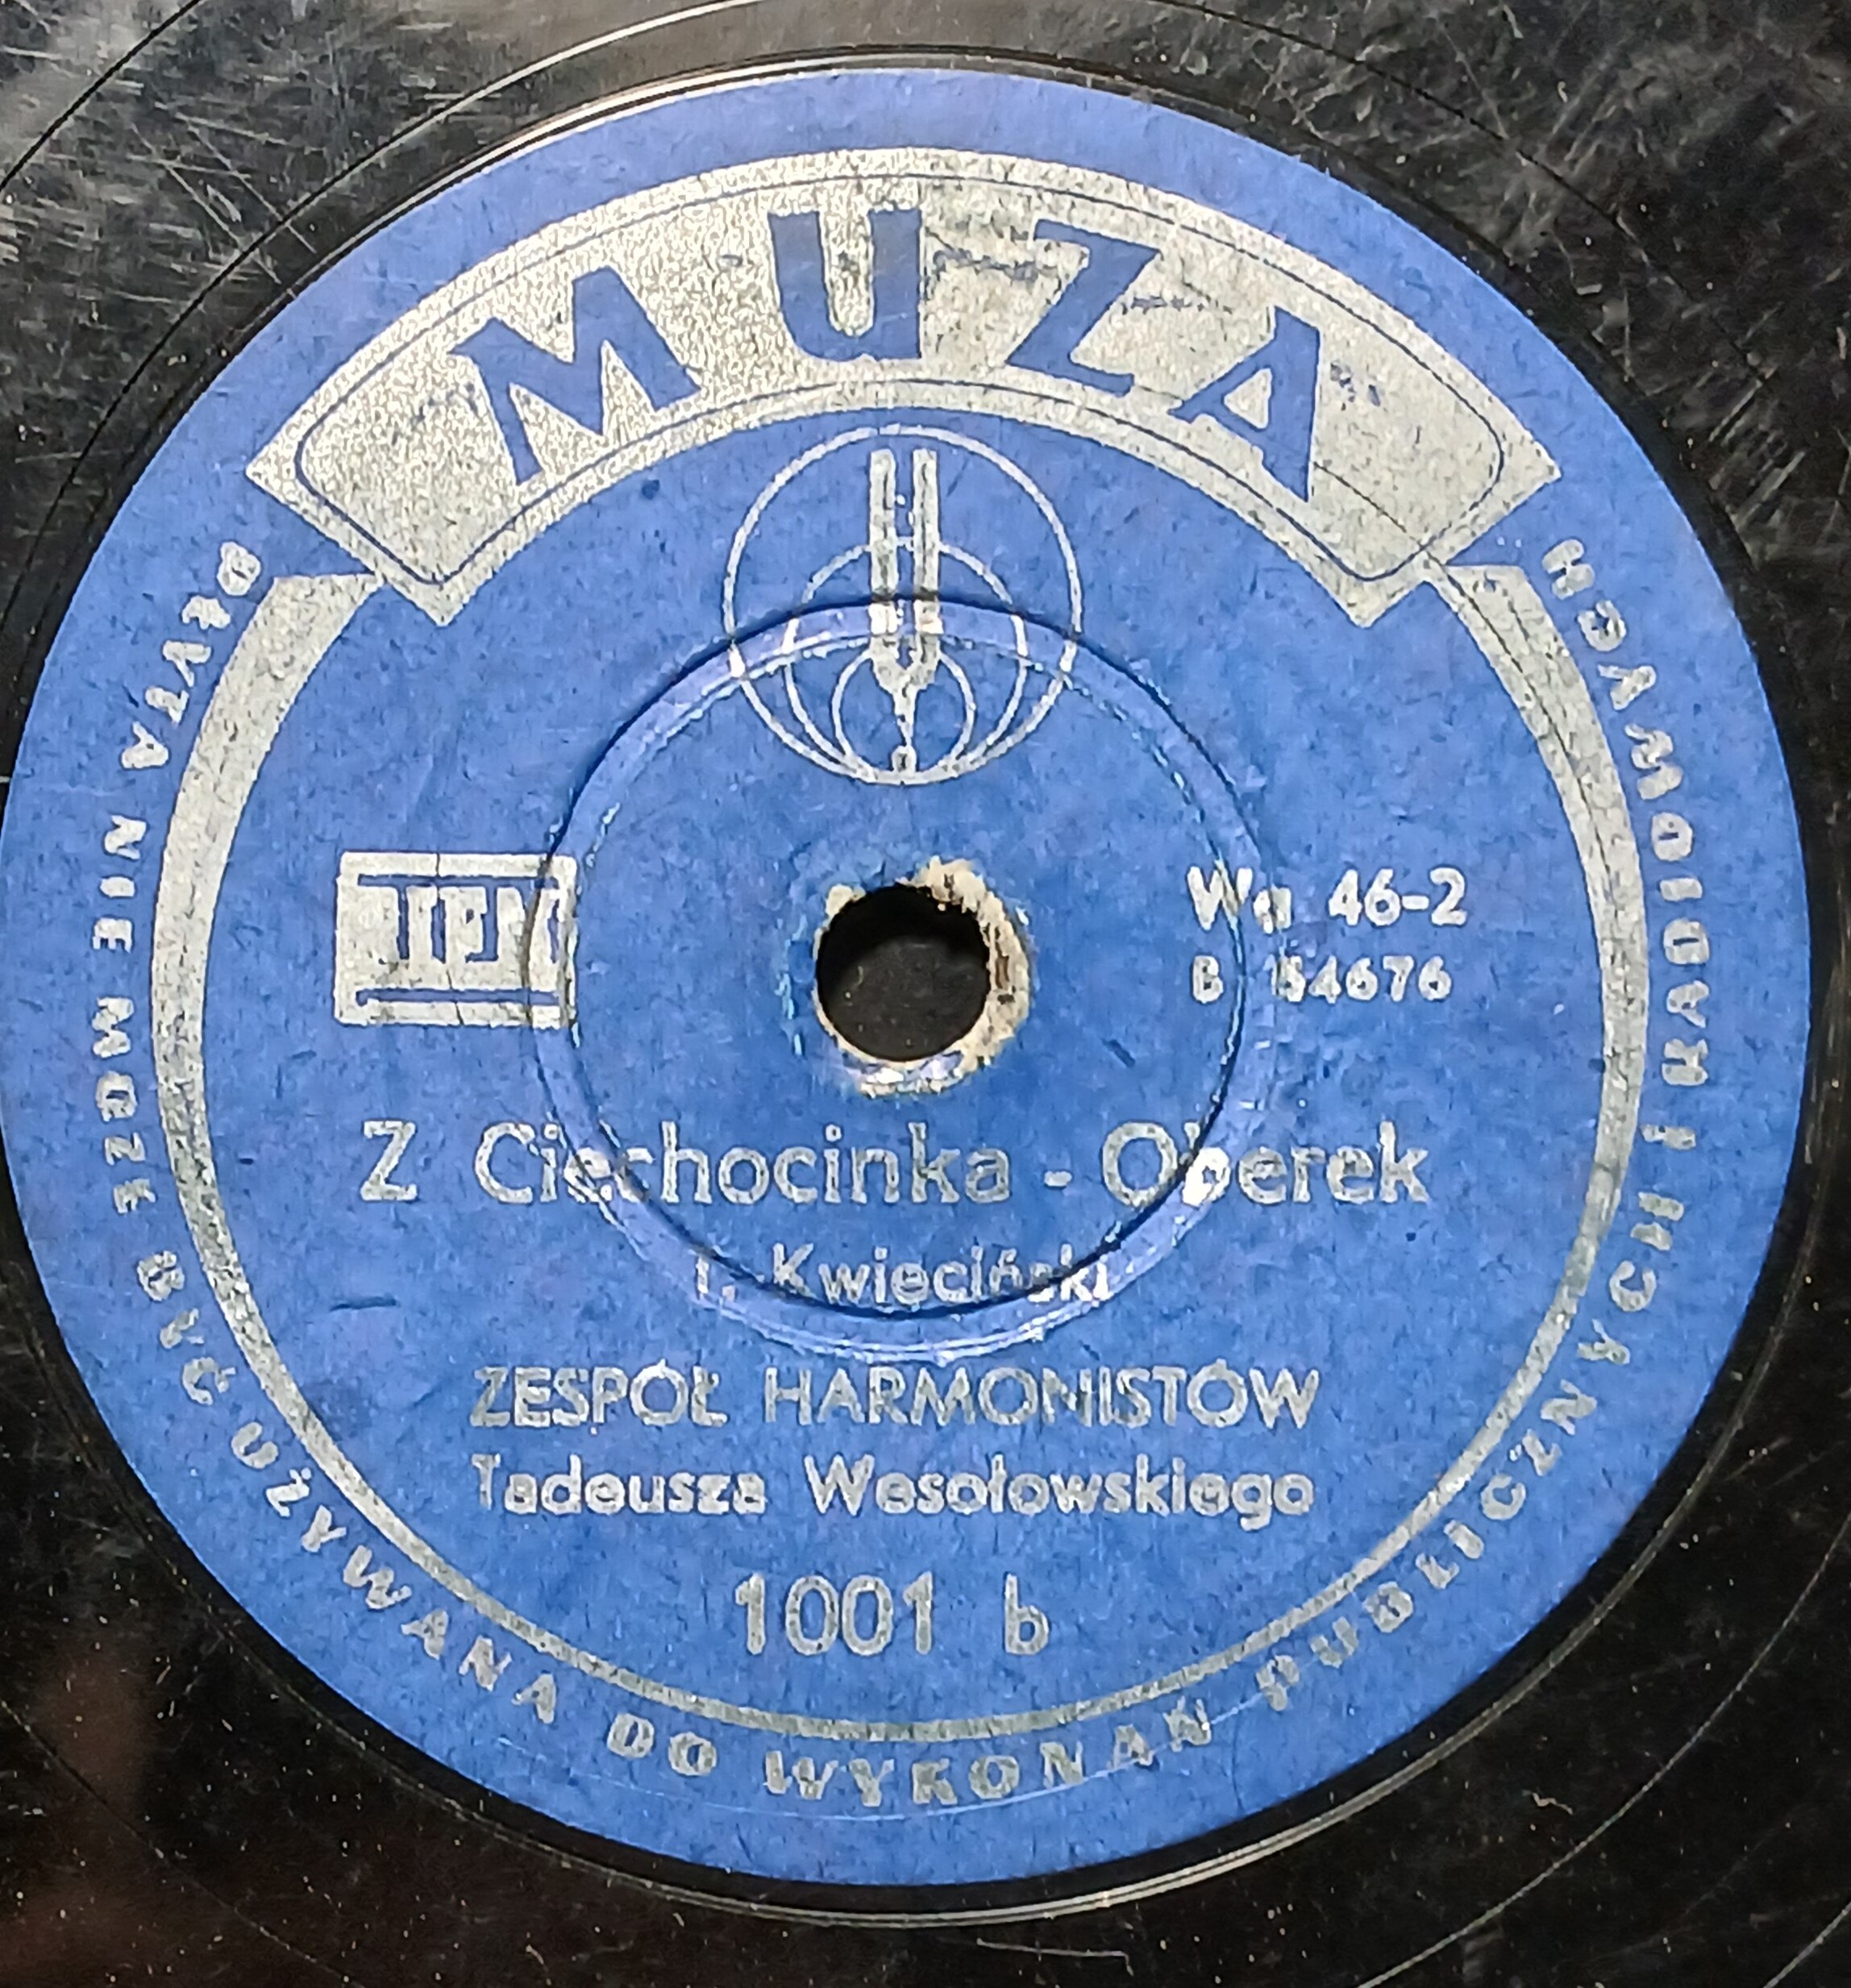 MUZA
Wa 46-2
B 54676
Z Ciechocinka - Oberek
T. Kwieciński
ZESPÓŁ HARMONISTÓW
Tadeusza Wesołowskiego
1001 b
PŁYTA NIE MOŻE BYĆ UŻYWANA DO WYKONAŃ PUBLICZNYCH I RADIOWYCH